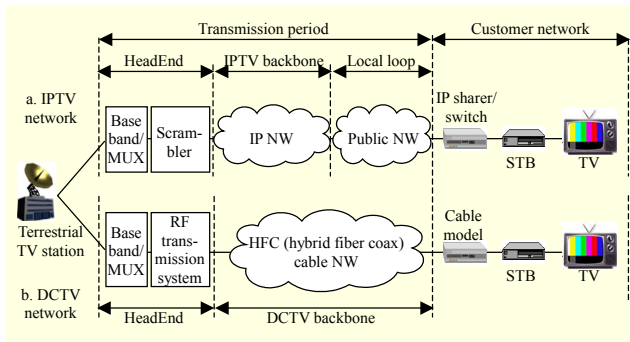 Transmission period
Customer network
HeadEnd
IPTV backbone
Local loop
a. IPTV
network
Base
band/
MUX
Scram-
bler
IP NW
Public NW
IP sharer/
switch
STB
TV
Terrestrial
TV station
Base
band/
MUX
RF
trans-
mission
system
HFC (hybrid fiber coax)
cable NW
Cable
model
STB
TV
b. DCTV
network
HeadEnd
DCTV backbone